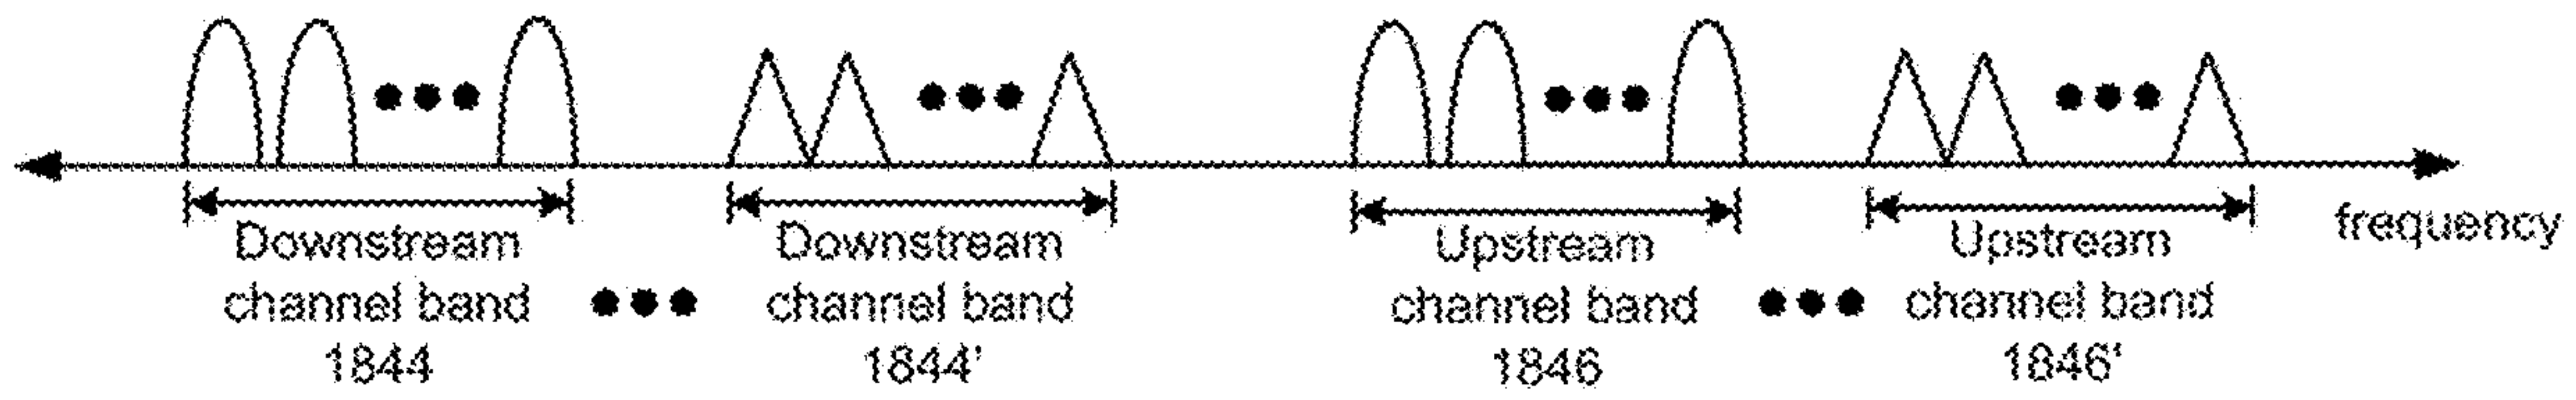 Downstream
channel band
1844
Downstream
channel band
1844'
Upstream
channel band
1846
Upstream
channel band
1846'
frequency